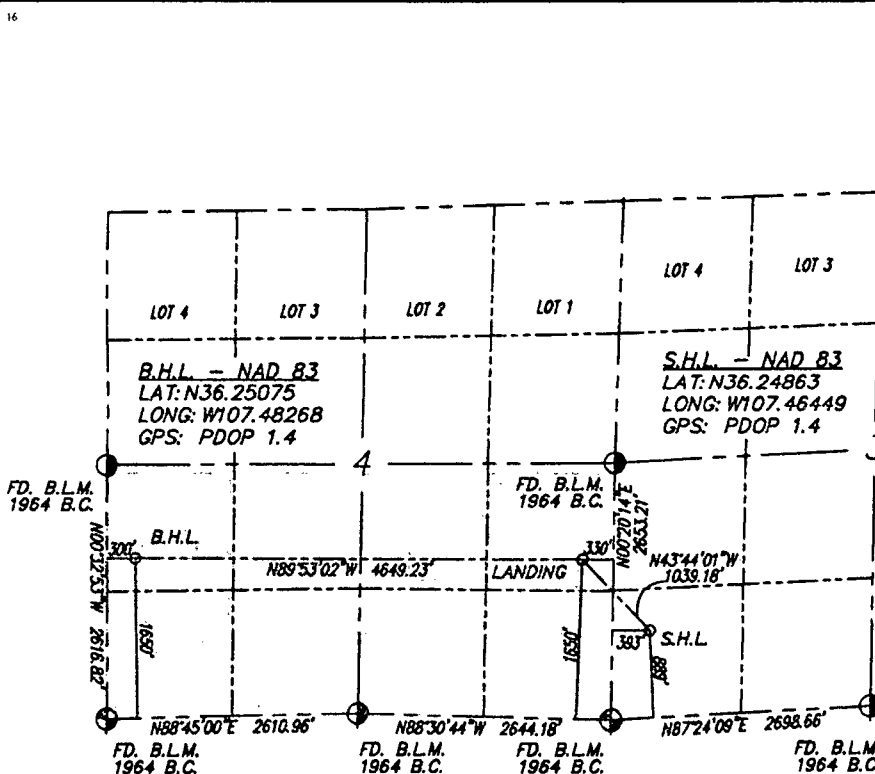 16
LOT 4
LOT 3
LOT 2
LOT 1
LOT 4
LOT 3
B.H.L. – NAD 83
LAT: N36.25075
LONG: W107.48268
GPS: PDOP 1.4
S.H.L. – NAD 83
LAT: N36.24863
LONG: W107.46449
GPS: PDOP 1.4
4
FD. B.L.M.
1964 B.C.
FD. B.L.M.
1964 B.C.
N00°32'53"W 2616.82'
300'
B.H.L.
1650'
N89°53'02"W 4649.23'
LANDING
330'
1650'
N00°20'14"E
2653.21'
N43°44'01"W
1039.18'
393'
S.H.L.
688'
N88°45'00"E 2610.96'
N88°30'44"W 2644.18'
N87°24'09"E 2698.66'
FD. B.L.M.
1964 B.C.
FD. B.L.M.
1964 B.C.
FD. B.L.M.
1964 B.C.
FD. B.L.M.
1964 B.C.